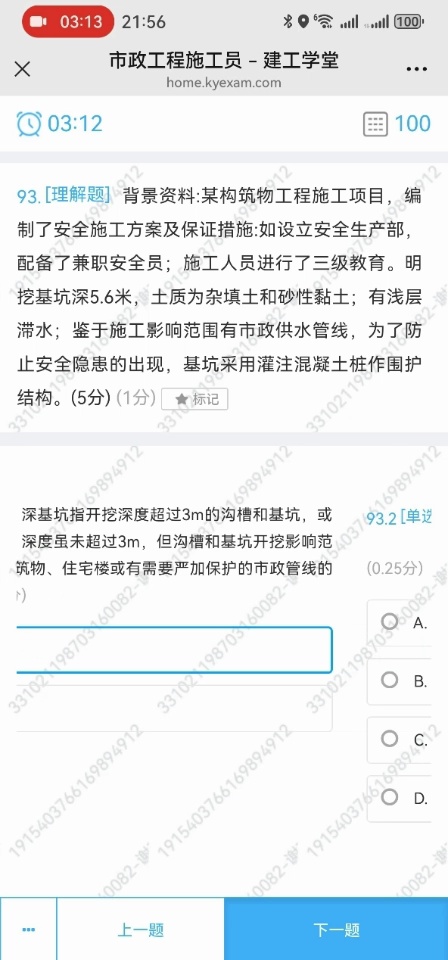 03:13 21:56 6 100
市政工程施工员 – 建工学堂
home.kyexam.com
03:12 100
93.[理解题] 背景资料:某构筑物工程施工项目，编
制了安全施工方案及保证措施:如设立安全生产部，
配备了兼职安全员；施工人员进行了三级教育。明
挖基坑深5.6米，土质为杂填土和砂性黏土；有浅层
滞水；鉴于施工影响范围有市政供水管线，为了防
止安全隐患的出现，基坑采用灌注混凝土桩作围护
结构。(5分) (1分) 标记
深基坑指开挖深度超过3m的沟槽和基坑，或
深度虽未超过3m，但沟槽和基坑开挖影响范
筑物、住宅楼或有需要严加保护的市政管线的
93.2 [单选
(0.25分)
A.
B.
C.
D.
上一题
下一题